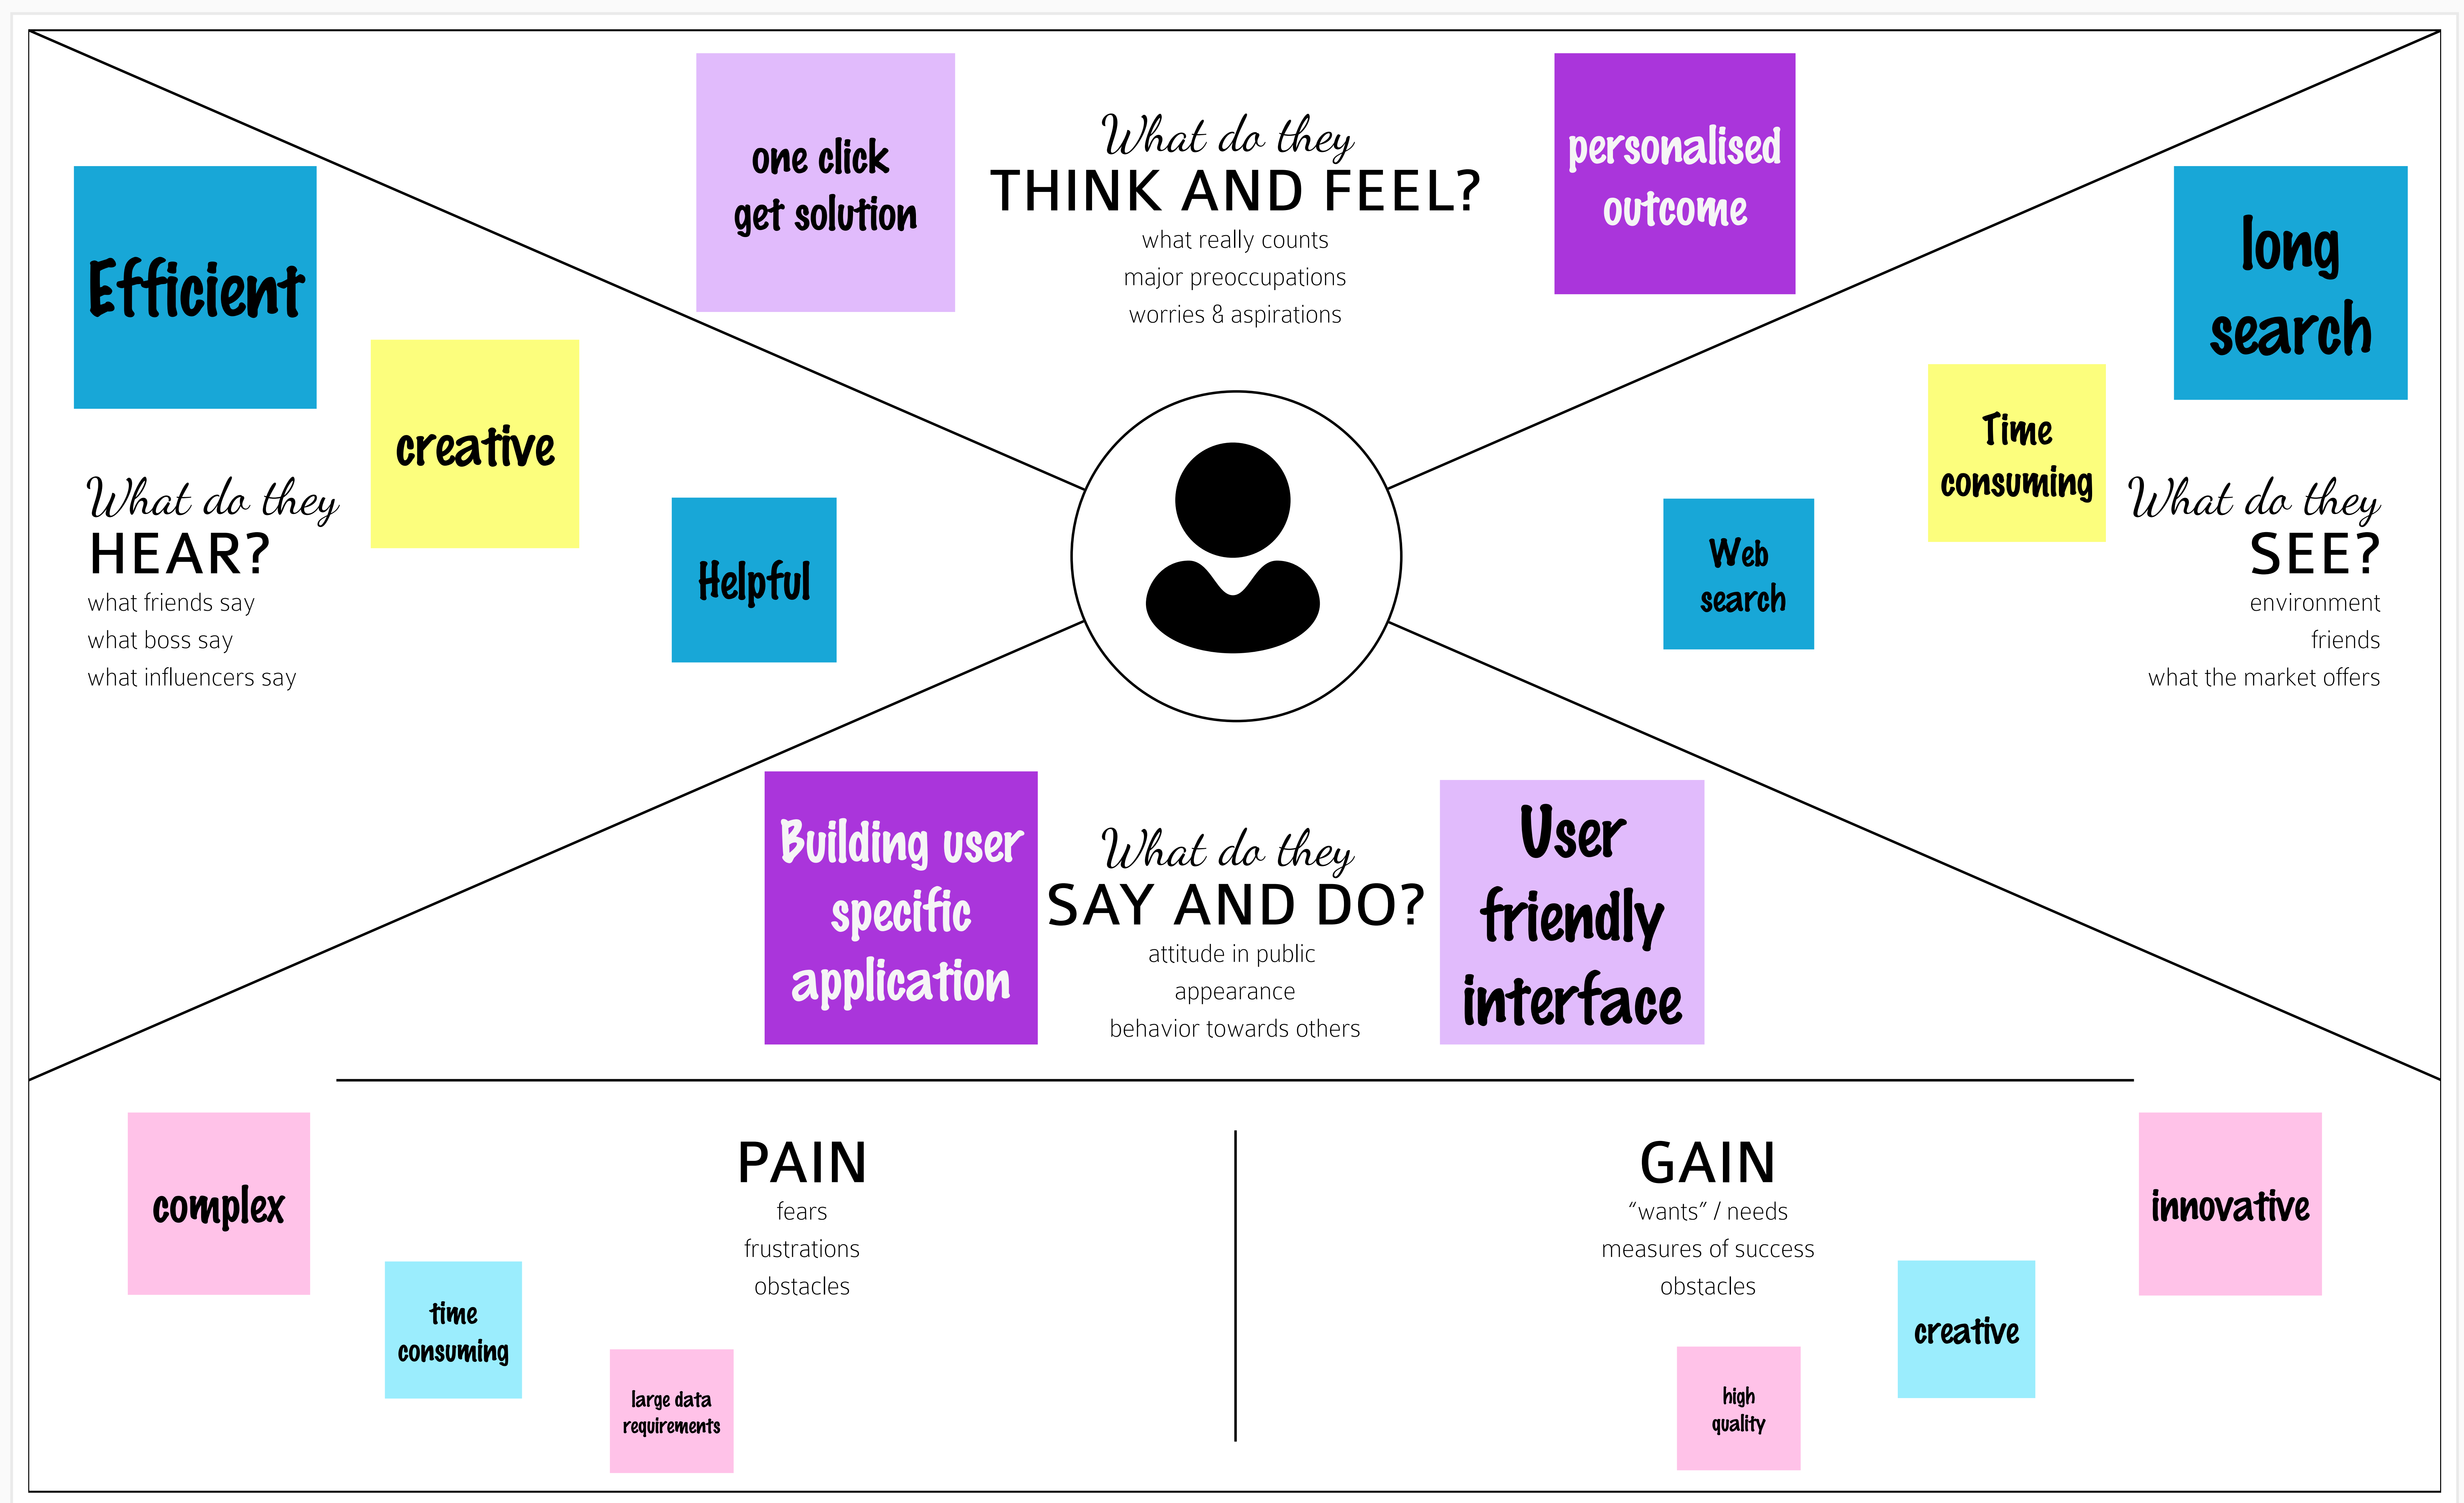 one click
get solution
What do they
THINK AND FEEL?
what really counts
major preoccupations
worries & aspirations
personalised
outcome
Efficient
creative
Helpful
What do they
HEAR?
what friends say
what boss say
what influencers say
long
search
Time
consuming
Web
search
What do they
SEE?
environment
friends
what the market offers
Building user
specific
application
What do they
SAY AND DO?
attitude in public
appearance
behavior towards others
User
friendly
interface
complex
time
consuming
large data
requirements
PAIN
fears
frustrations
obstacles
GAIN
“wants” / needs
measures of success
obstacles
high
quality
creative
innovative